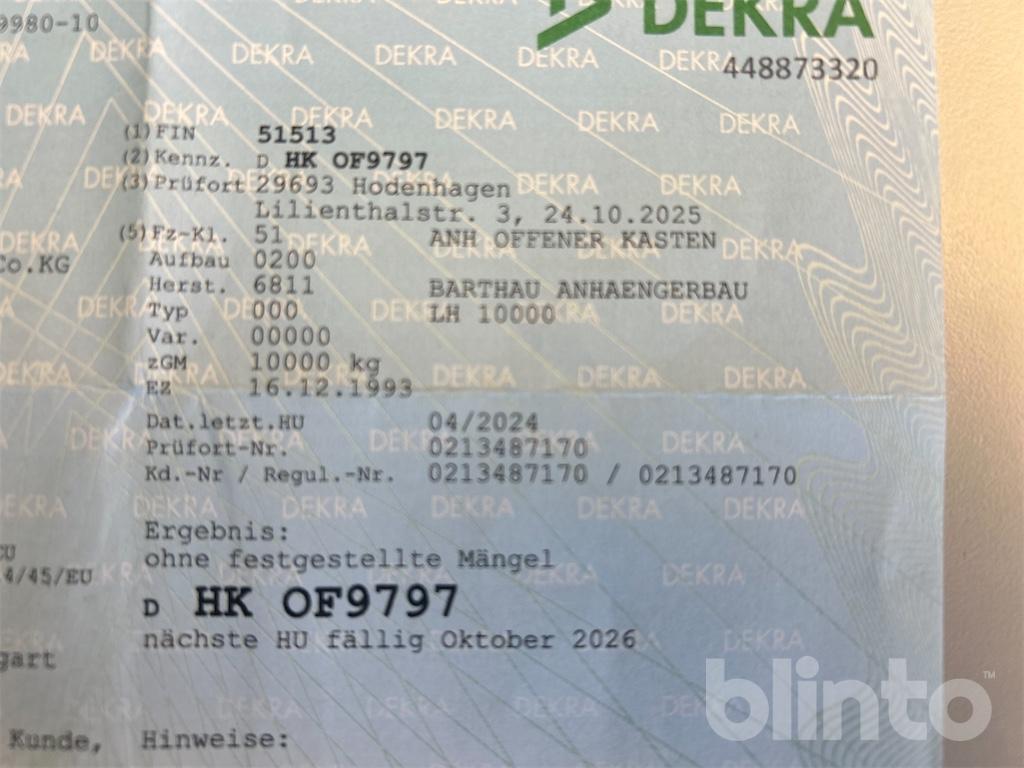 9980-10
DEKRA
448873320
(1) FIN 51513
(2) Kennz. D HK OF9797
(3) Prüfort 29693 Hodenhagen
Lilienthalstr. 3, 24.10.2025
(5) Fz-Kl. 51 ANH OFFENER KASTEN
Aufbau 0200
Co.KG
Herst. 6811 BARTHAU ANHAENGERBAU
Typ 000 LH 10000
Var. 00000
zGM 10000 kg
EZ 16.12.1993
Dat.letzt.HU 04/2024
Prüfort-Nr. 0213487170
Kd.-Nr / Regul.-Nr. 0213487170 / 0213487170
Ergebnis:
ohne festgestellte Mängel
4/45/EU
D HK OF9797
nächste HU fällig Oktober 2026
gart
blinto™
Kunde, Hinweise: